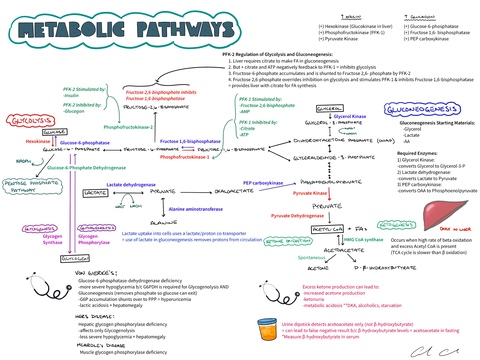 METABOLIC PATHWAYS
↑ INSULIN
(+) Hexokinase (Glucokinase in liver)
(+) Phosphofructokinase (PFK-1)
(+) Pyruvate Kinase
↑ GLUCAGON
(+) Glucose-6-phosphatase
(+) Fructose 1,6- bisphosphatase
(+) PEP carboxykinase
PFK-2 Regulation of Glycolysis and Gluconeogenesis:
1. Liver requires citrate to make FA in gluconeogenesis
2. But ↑ citrate and ATP negatively feedback to PFK-1 = inhibits glycolysis
3. Fructose 6-phosphate accumulates and is shunted to Fructose 2,6- phosphate by PFK-2
4. Fructose 2,6-phosphate overrides inhibition on glycolysis and stimulates PFK-1 & inhibits Fructose 1,6-bisphosphatase
= provides liver with citrate for FA synthesis
PFK-2 Stimulated by:
-Insulin
PFK-2 Inhibited by:
-Glucagon
Fructose 2,6-bisphosphate inhibits
Fructose 1,6-bisphosphatase
FRUCTOSE-2,6-BP
Phosphofructokinase-2
PFK-1 Stimulated by:
-Fructose 2,6-bisphosphate
-AMP
PFK-1 Inhibited by:
-Citrate
-ATP
GLYCOLYSIS
GLUCOSE
Hexokinase
Glucose-6-phosphatase
GLUCOSE-6-PHOSPHATE
FRUCTOSE-6-PHOSPHATE
Fructose 1,6-bisphosphatase
FRUCTOSE-1,6-BISPHOSPHATE
Phosphofructokinase-1
GLYCEROL
Glycerol Kinase
GLYCEROL-3-PHOSPHATE
DIHYDROXYACETONE PHOSPHATE (DHAP)
GLYCERALDEHYDE-3-PHOSPHATE
GLUCONEOGENESIS
Gluconeogenesis Starting Materials:
-Glycerol
-Lactate
-AA
Required Enzymes:
1) Glycerol Kinase:
-converts Glycerol to Glycerol-3-P
2) Lactate dehydrogenase:
-converts Lactate to Pyruvate
3) PEP carboxykinase:
-converts OAA to Phosphenolpyruvate
NADPH
Glucose-6-Phosphate Dehydrogenase
PENTOSE PHOSPHATE
PATHWAY
LACTATE
Lactate dehydrogenase
PYRUVATE
OXALOACETATE
PEP carboxykinase
PHOSPHOENOLPYRUVATE
Pyruvate Kinase
PYRUVATE
NAD+ NADH
Alanine aminotransferase
ALANINE
GLYCOGENESIS
GLYCOGENOLYSIS
Glycogen
Synthase
Glycogen
Phosphorylase
GLYCOGEN
Lactate uptake into cells uses a lactate/proton co-transporter
= use of lactate in gluconeogenesis removes protons from circulation
Pyruvate Dehydrogenase
ACETYL CoA
FAs
KETOGENESIS
ONLY IN LIVER
HMG CoA synthase
ACETOACETATE
Spontaneous
ACETONE
D-β-HYDROXYBUTYRATE
Occurs when high rate of beta oxidation
and excess Acetyl CoA is present
(TCA cycle is slower than β oxidation)
VON GIERKE'S:
Glucose 6-phosphatase dehydrogenase deficiency
-more severe hypoglycemia b/c G6PDH is required for Glycogenolysis AND
Gluconeogenesis (removes phosphate so glucose can exit)
-G6P accumulation shunts over to PPP = hyperuricemia
-lactic acidosis + hepatomegaly
HERS DISEASE:
Hepatic glycogen phosphorylase deficiency
-affects only Glycogenolysis
-less severe hypoglycemia + hepatomegaly
MCARDLE'S DISEASE:
Muscle glycogen phosphorylase deficiency
Excess ketone production can lead to:
-increased acetone production
-ketonuria
-metabolic acidosis **DKA, alcoholics, starvation
Urine dipstick detects acetoacetate only (not β-hydroxybutyrate)
= can lead to false negative result b/c β-hydroxybutyrate levels > acetoacetate in fasting
*Measure β-hydroxybutyrate in serum